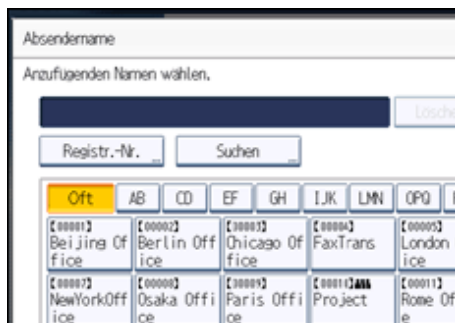 Absendername
Anzufügenden Namen wählen.
Lösche
Registr.-Nr. Suchen
Oft AB CD EF GH IJK LMN OPQ
【00001】 【00002】 【00003】 【00004】 【00005】
Beijing Of Berlin Off Chicago Of FaxTrans London
fice ice fice
【00007】 【00008】 【00009】 【00010】 【00011】
NewYorkOff Osaka Offi Paris Offi Project Rome Of
ice ce ce e